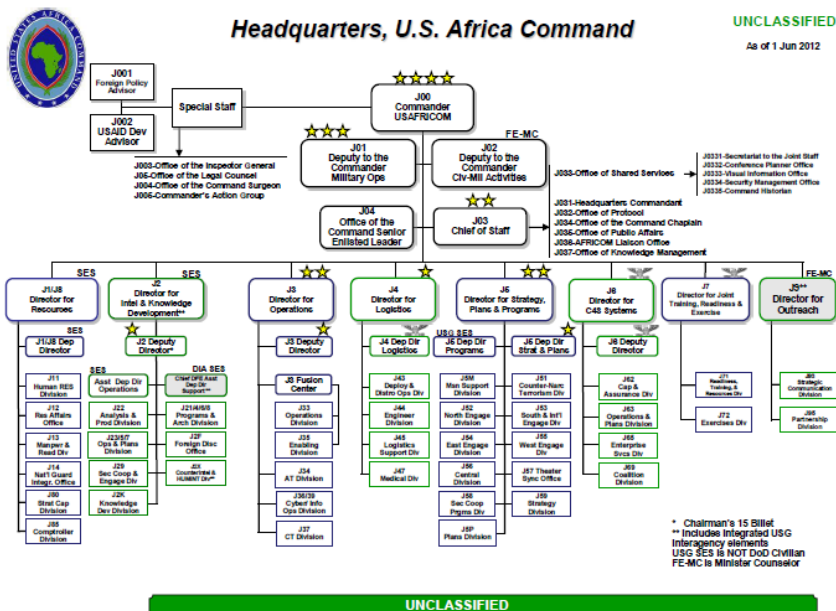 Headquarters, U.S. Africa Command
UNCLASSIFIED
As of 1 Jun 2012
UNITED STATES AFRICA COMMAND
J001
Foreign Policy
Advisor
J002
USAID Dev
Advisor
Special Staff
J00
Commander
USAFRICOM
J003-Office of the Inspector General
J05-Office of the Legal Counsel
J004-Office of the Command Surgeon
J005-Commander's Action Group
J01
Deputy to the
Commander
Military Ops
FE-MC
J02
Deputy to the
Commander
Civ-Mil Activities
J033-Office of Shared Services
J0331-Secretariat to the Joint Staff
J0332-Conference Planner Office
J0333-Visual Information Office
J0334-Security Management Office
J0335-Command Historian
J04
Office of the
Command Senior
Enlisted Leader
J03
Chief of Staff
J031-Headquarters Commandant
J032-Office of Protocol
J034-Office of the Command Chaplain
J035-Office of Public Affairs
J036-AFRICOM Liaison Office
J037-Office of Knowledge Management
SES
J1/J8
Director for
Resources
SES
J2
Director for
Intel & Knowledge
Development**
J3
Director for
Operations
J4
Director for
Logistics
J5
Director for Strategy,
Plans & Programs
J6
Director for
C4S Systems
J7
Director for Joint
Training, Readiness &
Exercise
FE-MC
J9**
Director for
Outreach
SES
J1/J8 Dep
Director
J11
Human RES
Division
J12
Res Affairs
Office
J13
Manpwr &
Read Div
J14
Nat'l Guard
Integr. Office
J80
Strat Cap
Division
J85
Comptroller
Division
J2 Deputy
Director*
SES
Asst Dep Dir
Operations
J22
Analysis &
Prod Division
J23/5/7
Ops & Plans
Division
J29
Sec Coop &
Engage Div
J2K
Knowledge
Dev Division
DIA SES
Chief DFE Asst
Dep Dir
Support**
Programs &
Arch Division
J2F
Foreign Disc
Office
J2X
Counterintel &
HUMINT Div**
J3 Deputy
Director
J3 Fusion
Center
J33
Operations
Division
J35
Enabling
Division
J34
AT Division
J38/39
Cyber/ Info
Ops Division
J37
CT Division
J4 Dep Dir
Logistics
J43
Deploy &
Distro Ops Div
J44
Engineer
Division
J45
Logistics
Support Div
J47
Medical Div
USG SES
J5 Dep Dir
Programs
J5M
Msn Support
Division
J52
North Engage
Division
J54
East Engage
Division
J56
Central
Division
J58
Sec Coop
Prgms Div
J5P
Plans Division
J5 Dep Dir
Strat & Plans
J51
Counter-Narc
Terrorism Div
J53
South & Int'l
Engage Div
J55
West Engage
Div
J57 Theater
Sync Office
J59
Strategy
Division
J6 Deputy
Director
J62
Cap &
Assurance Div
J63
Operations &
Plans Division
J65
Enterprise
Svcs Div
J69
Coalition
Division
J71
Readiness,
Training, &
Resources Div
J72
Exercises Div
Strategic
Communication
Division
J95
Partnership
Division
* Chairman's 15 Billet
** Includes Integrated USG
Interagency elements
USG SES is NOT DoD Civilian
FE-MC is Minister Counselor
UNCLASSIFIED